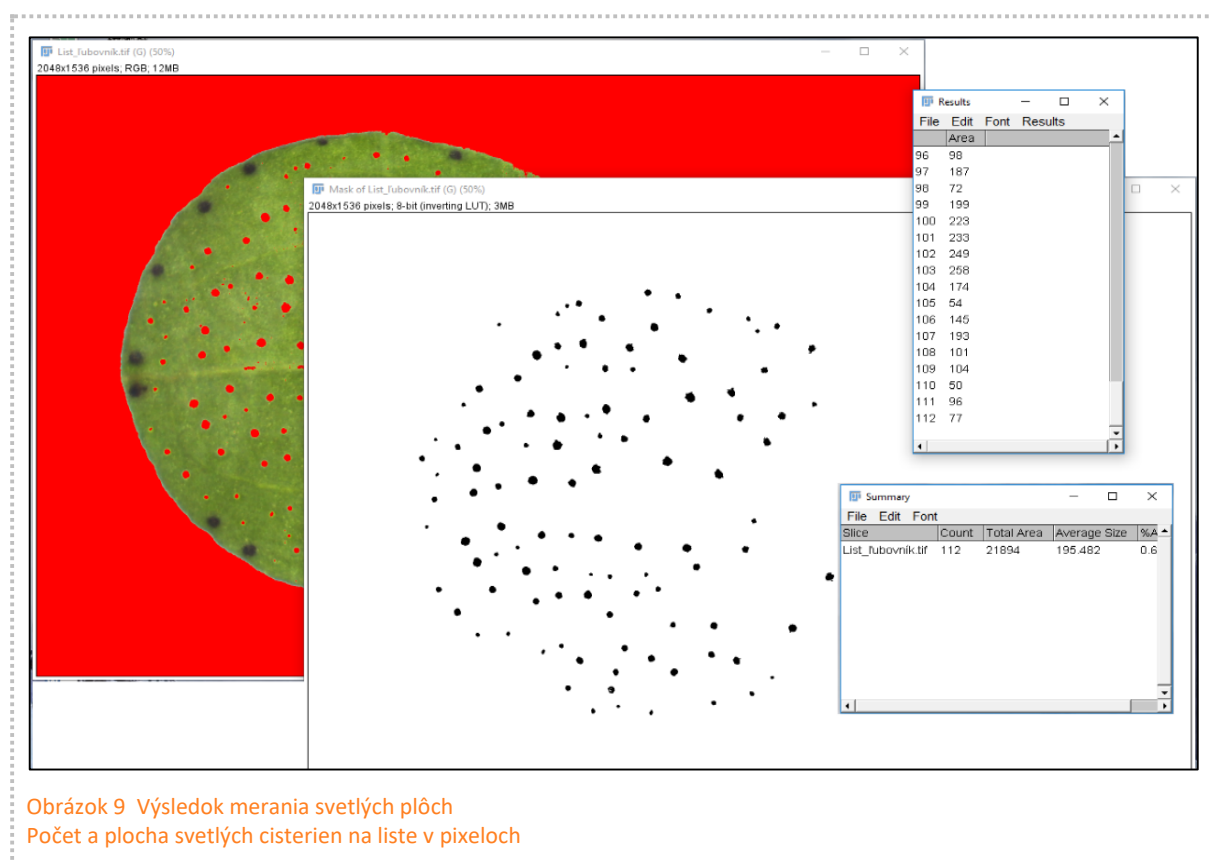 List_ľubovník.tif (G) (50%)
2048x1536 pixels; RGB; 12MB
Mask of List_ľubovník.tif (G) (50%)
2048x1536 pixels; 8-bit (inverting LUT); 3MB
Results
File Edit Font Results
Area
96 98
97 187
98 72
99 199
100 223
101 233
102 249
103 258
104 174
105 54
106 145
107 193
108 101
109 104
110 50
111 96
112 77
Summary
File Edit Font
Slice Count Total Area Average Size %A
List_ľubovník.tif 112 21894 195.482 0.6
Obrázok 9 Výsledok merania svetlých plôch
Počet a plocha svetlých cisterien na liste v pixeloch